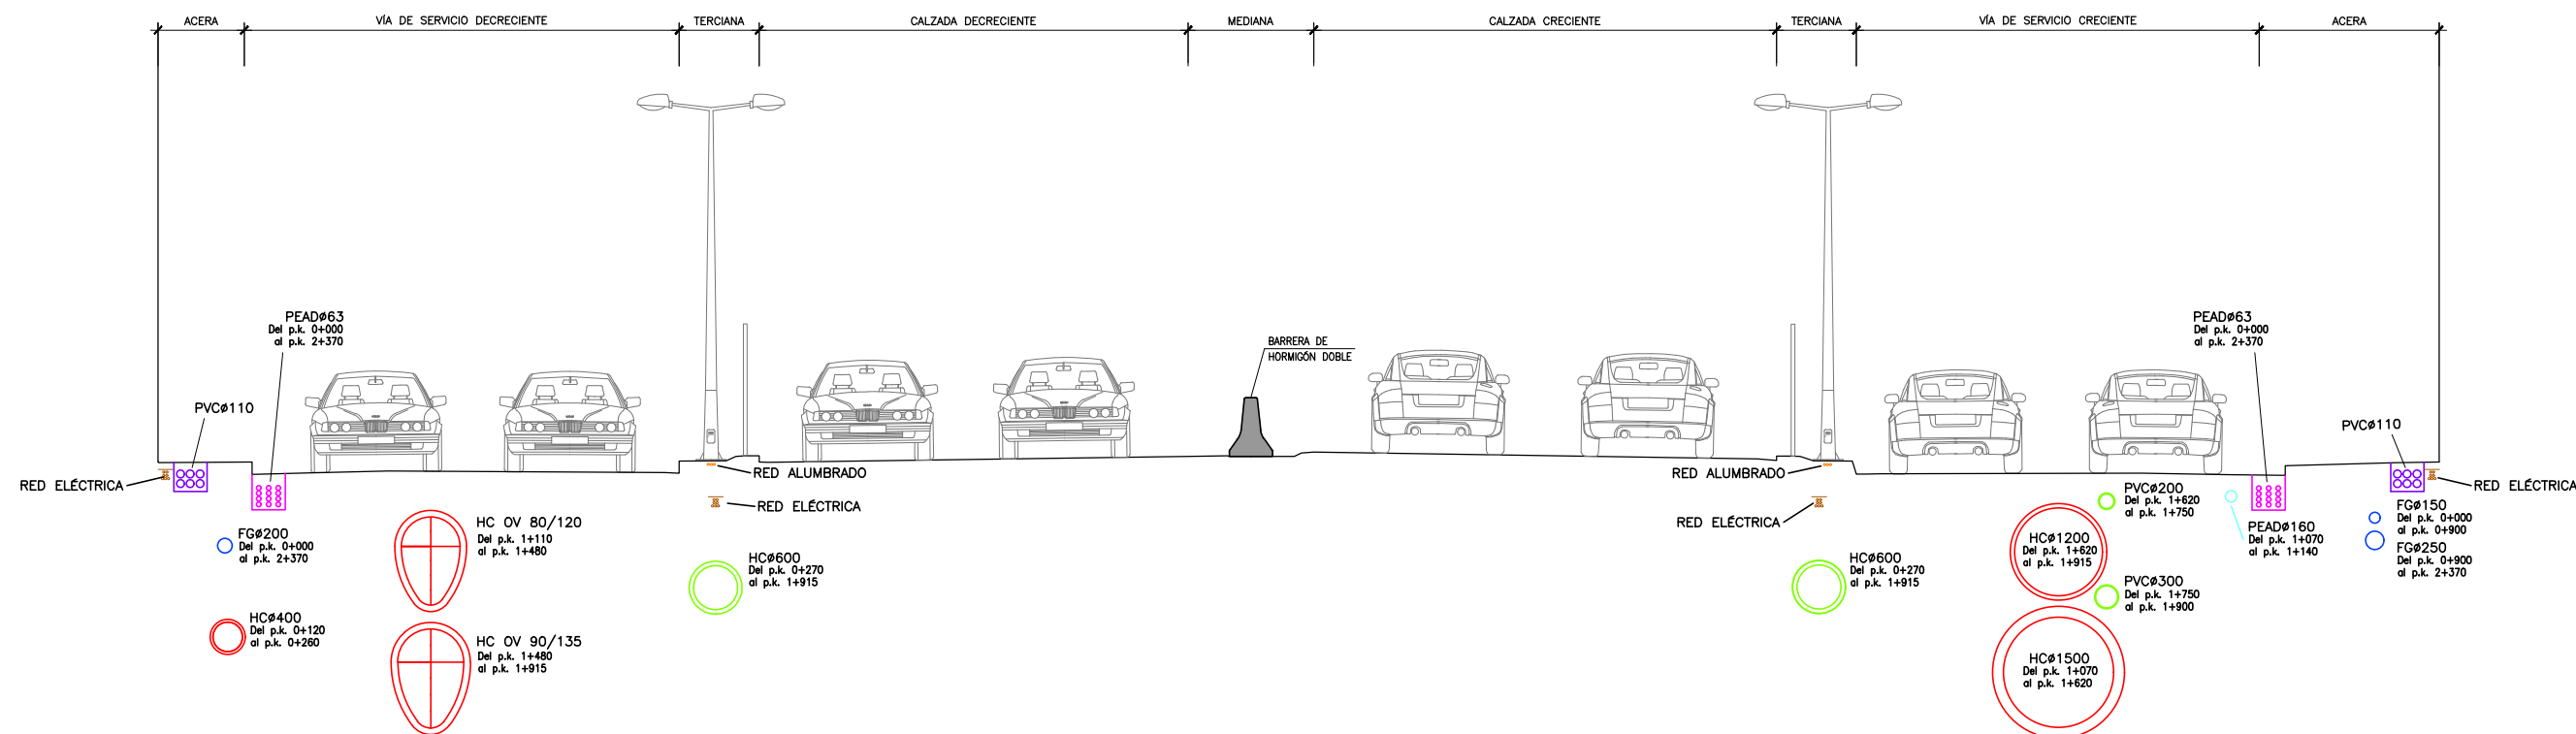 ACERA
VÍA DE SERVICIO DECRECIENTE
TERCIANA
CALZADA DECRECIENTE
MEDIANA
CALZADA CRECIENTE
TERCIANA
VÍA DE SERVICIO CRECIENTE
ACERA
PEADø63
Del p.k. 0+000
al p.k. 2+370
PVCø110
RED ELÉCTRICA
FGø200
Del p.k. 0+000
al p.k. 2+370
HCø400
Del p.k. 0+120
al p.k. 0+260
HC OV 80/120
Del p.k. 1+110
al p.k. 1+480
HC OV 90/135
Del p.k. 1+480
al p.k. 1+915
RED ALUMBRADO
RED ELÉCTRICA
HCø600
Del p.k. 0+270
al p.k. 1+915
BARRERA DE
HORMIGÓN DOBLE
RED ALUMBRADO
RED ELÉCTRICA
HCø600
Del p.k. 0+270
al p.k. 1+915
HCø1200
Del p.k. 1+620
al p.k. 1+915
HCø1500
Del p.k. 1+070
al p.k. 1+620
PVCø200
Del p.k. 1+620
al p.k. 1+750
PVCø300
Del p.k. 1+750
al p.k. 1+900
PEADø63
Del p.k. 0+000
al p.k. 2+370
PEADø160
Del p.k. 1+070
al p.k. 1+140
PVCø110
RED ELÉCTRICA
FGø150
Del p.k. 0+000
al p.k. 0+900
FGø250
Del p.k. 0+900
al p.k. 2+370